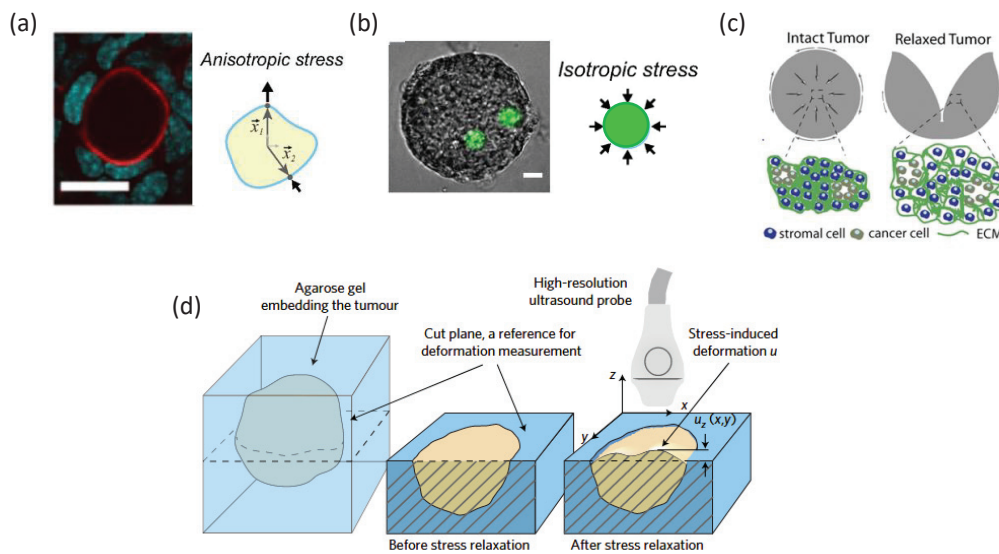 (a)
Anisotropic stress
x⃗₁
x⃗₂
(b)
Isotropic stress
(c)
Intact Tumor
Relaxed Tumor
stromal cell
cancer cell
ECM
(d)
Agarose gel
embedding the tumour
Cut plane, a reference for
deformation measurement
High-resolution
ultrasound probe
Stress-induced
deformation u
z
x
y
u_z (x,y)
Before stress relaxation
After stress relaxation